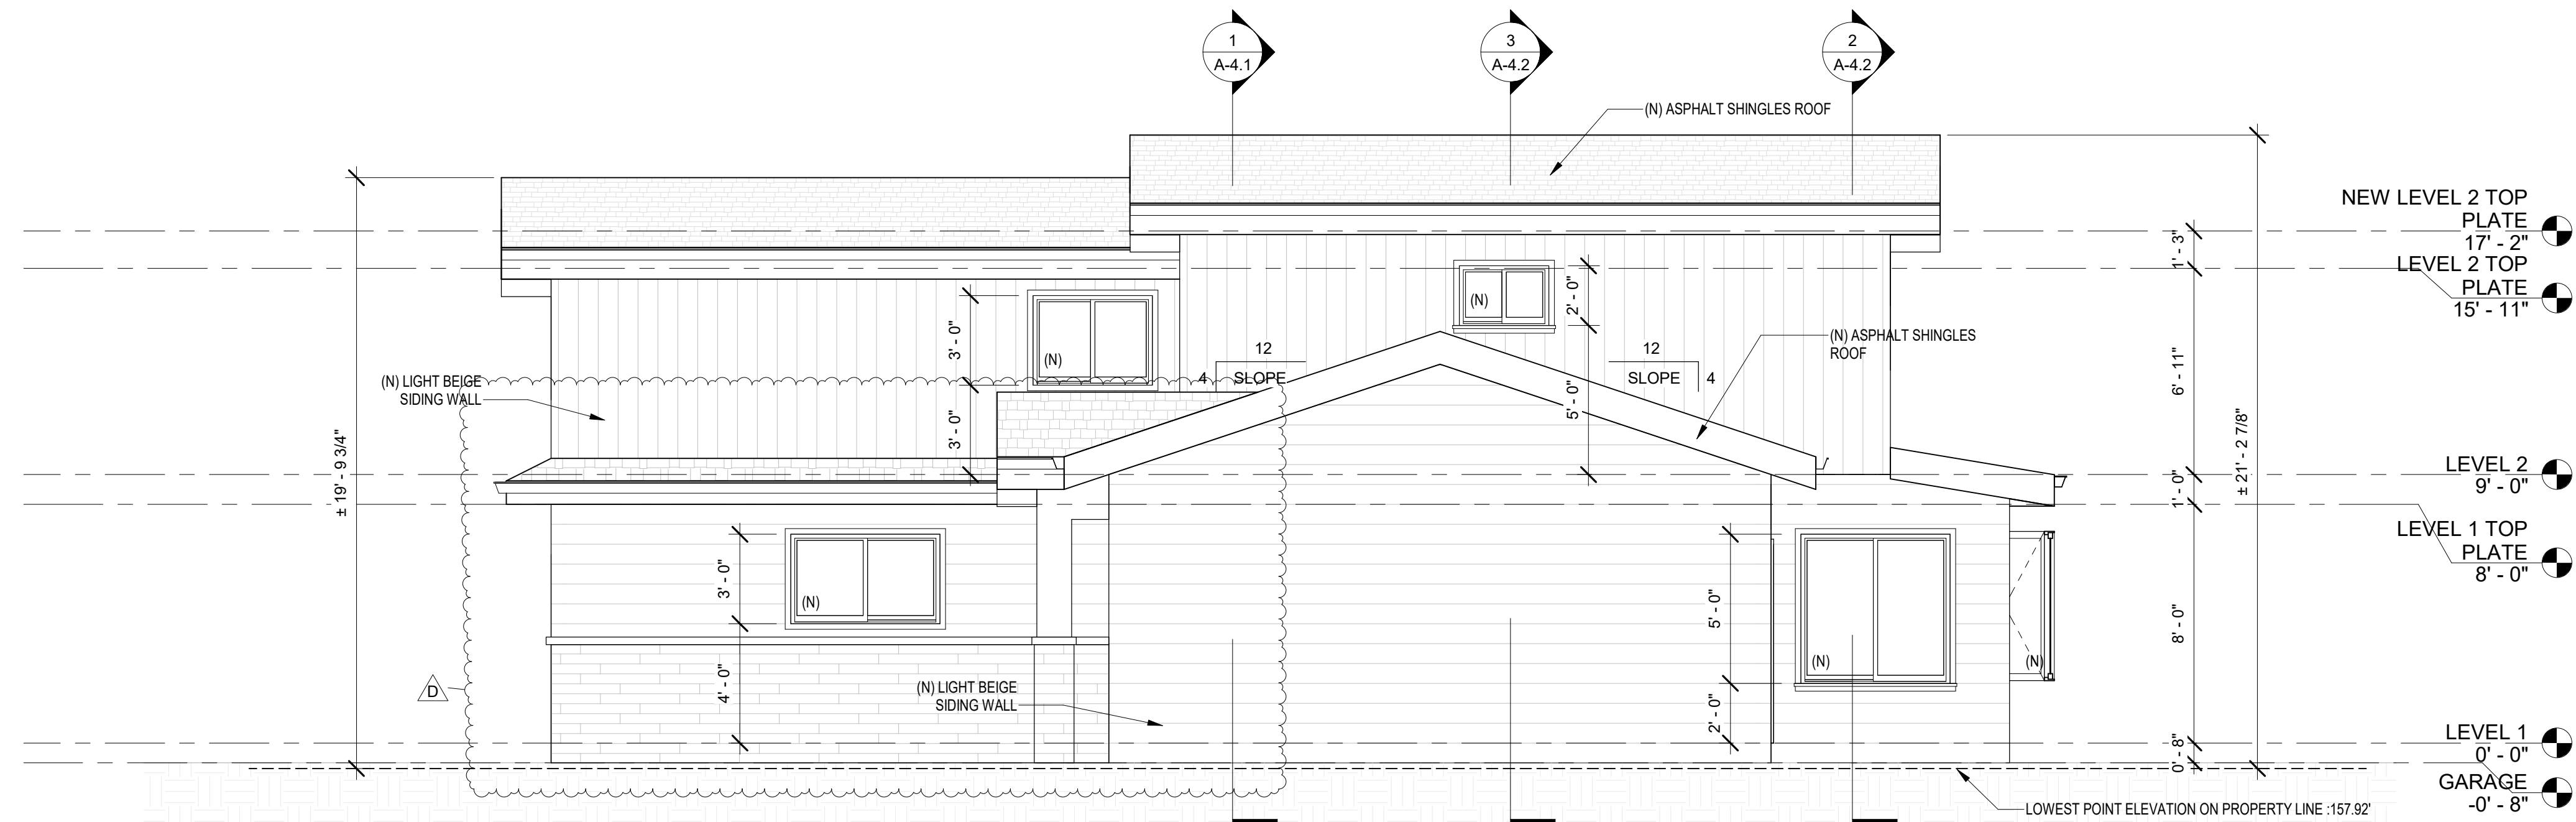 1
A-4.1
3
A-4.2
2
A-4.2
(N) ASPHALT SHINGLES ROOF
NEW LEVEL 2 TOP
PLATE
17' - 2"
LEVEL 2 TOP
PLATE
15' - 11"
1' - 3"
2' - 0"
(N)
3' - 0"
(N)
(N) ASPHALT SHINGLES
ROOF
12
4
SLOPE
12
SLOPE
4
6' - 11"
(N) LIGHT BEIGE
SIDING WALL
5' - 0"
3' - 0"
± 19' - 9 3/4"
± 21' - 2 7/8"
LEVEL 2
9' - 0"
1' - 0"
LEVEL 1 TOP
PLATE
8' - 0"
3' - 0"
(N)
5' - 0"
8' - 0"
(N)
(N)
D
4' - 0"
(N) LIGHT BEIGE
SIDING WALL
2' - 0"
LEVEL 1
0' - 0"
0' - 8"
GARAGE
-0' - 8"
LOWEST POINT ELEVATION ON PROPERTY LINE :157.92'